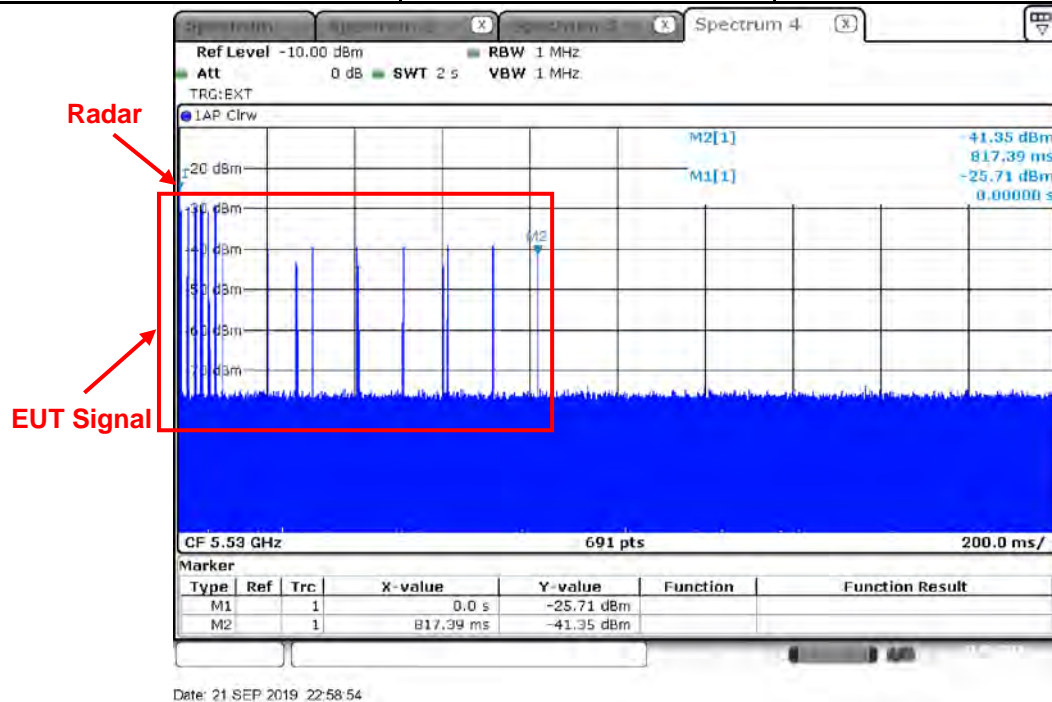 Spectrum 4
Ref Level -10.00 dBm RBW 1 MHz
Att 0 dB SWT 2 s VBW 1 MHz
TRG:EXT
1AP Clrw
Radar
M2[1] -41.35 dBm
817.39 ms
M1[1] -25.71 dBm
0.00000 s
-20 dBm
-30 dBm
-40 dBm
M2
-50 dBm
-60 dBm
-70 dBm
EUT Signal
CF 5.53 GHz 691 pts 200.0 ms/
Marker
Type Ref Trc X-value Y-value Function Function Result
M1 1 0.0 s -25.71 dBm
M2 1 817.39 ms -41.35 dBm
Date: 21 SEP 2019 22:58:54